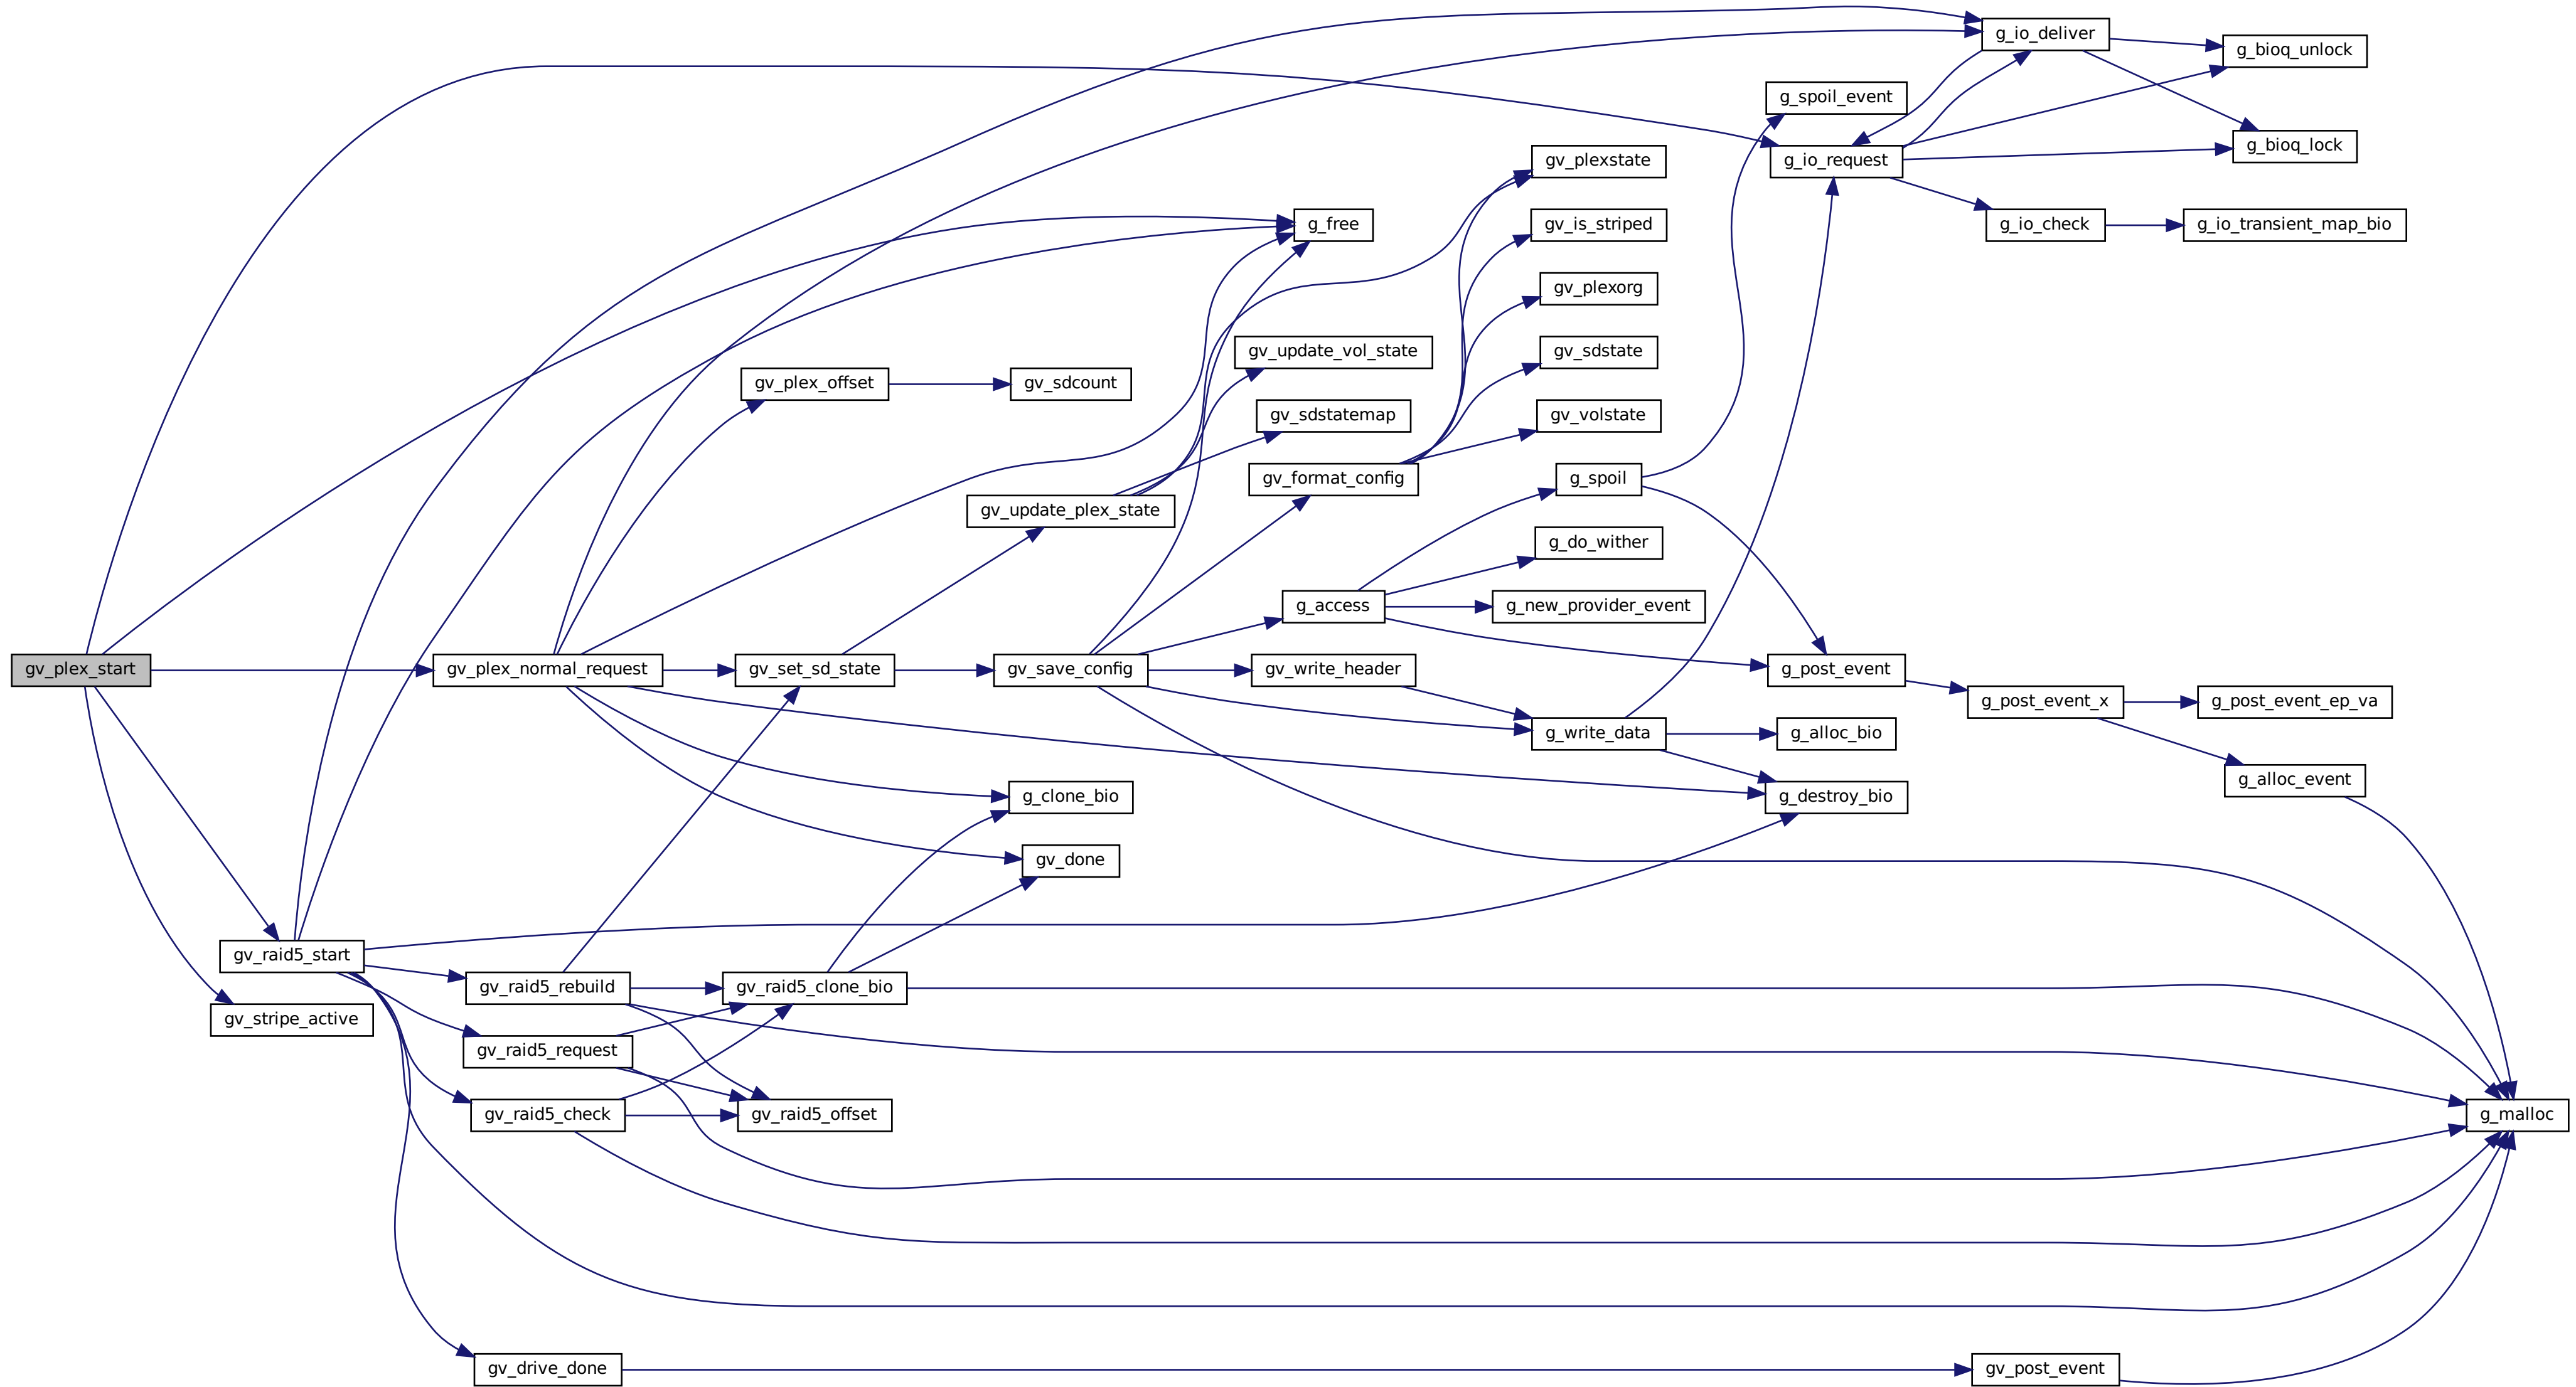 g_io_deliver
g_bioq_unlock
g_spoil_event
g_bioq_lock
gv_plexstate
g_io_request
g_free
gv_is_striped
g_io_check
g_io_transient_map_bio
gv_plexorg
gv_update_vol_state
gv_sdstate
gv_plex_offset
gv_sdcount
gv_sdstatemap
gv_volstate
gv_format_config
g_spoil
gv_update_plex_state
g_do_wither
g_access
g_new_provider_event
gv_plex_start
gv_plex_normal_request
gv_set_sd_state
gv_save_config
gv_write_header
g_post_event
g_post_event_x
g_post_event_ep_va
g_write_data
g_alloc_bio
g_alloc_event
g_clone_bio
g_destroy_bio
gv_done
gv_raid5_start
gv_raid5_rebuild
gv_raid5_clone_bio
gv_stripe_active
gv_raid5_request
gv_raid5_check
gv_raid5_offset
g_malloc
gv_drive_done
gv_post_event